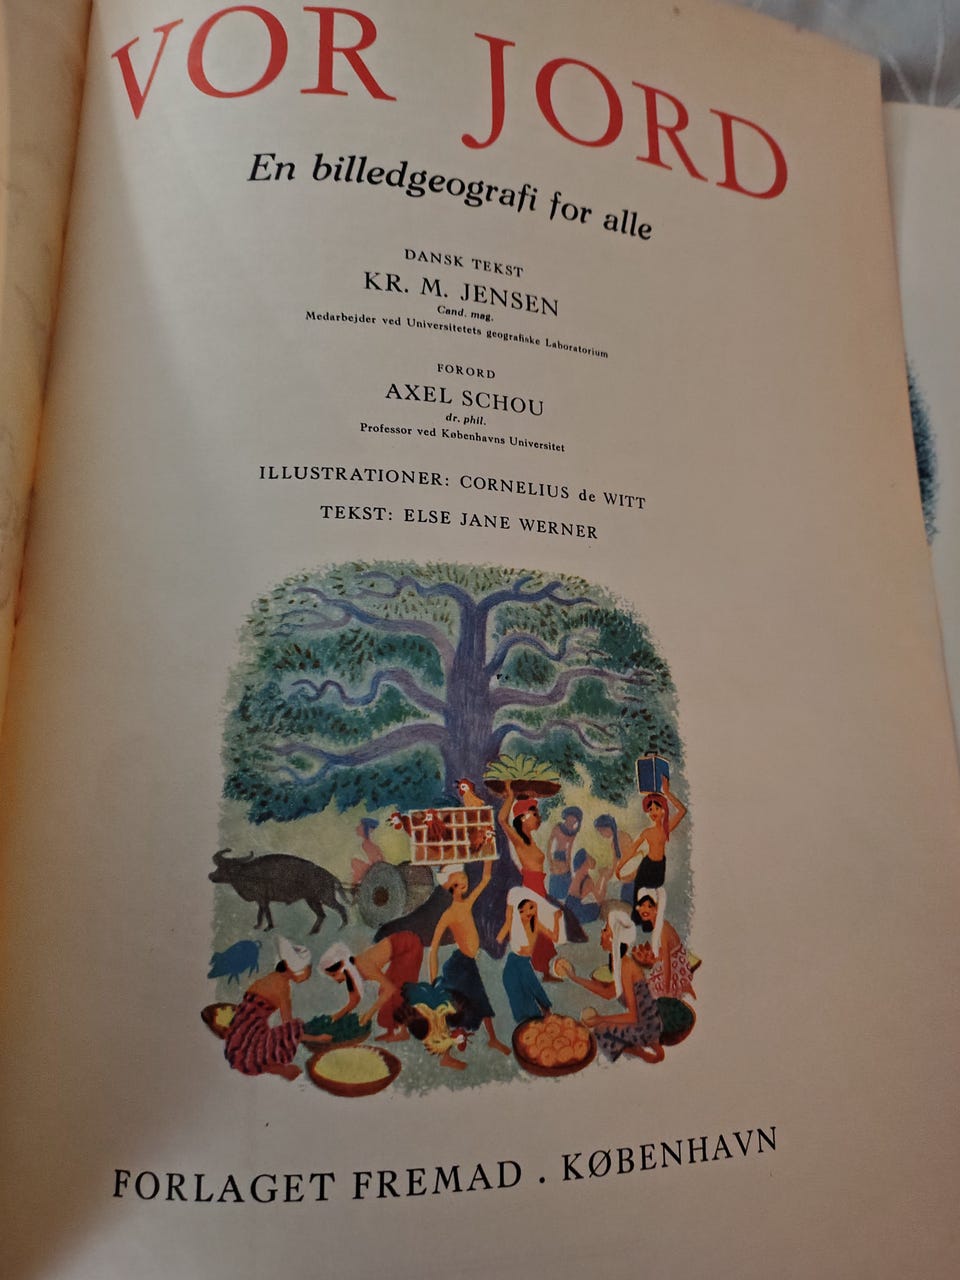 VOR JORD
En billedgeografi for alle
DANSK TEKST
KR. M. JENSEN
Cand. mag.
Medarbejder ved Universitetets geografiske Laboratorium
FORORD
AXEL SCHOU
dr. phil.
Professor ved Københavns Universitet
ILLUSTRATIONER: CORNELIUS de WITT
TEKST: ELSE JANE WERNER
FORLAGET FREMAD . KØBENHAVN